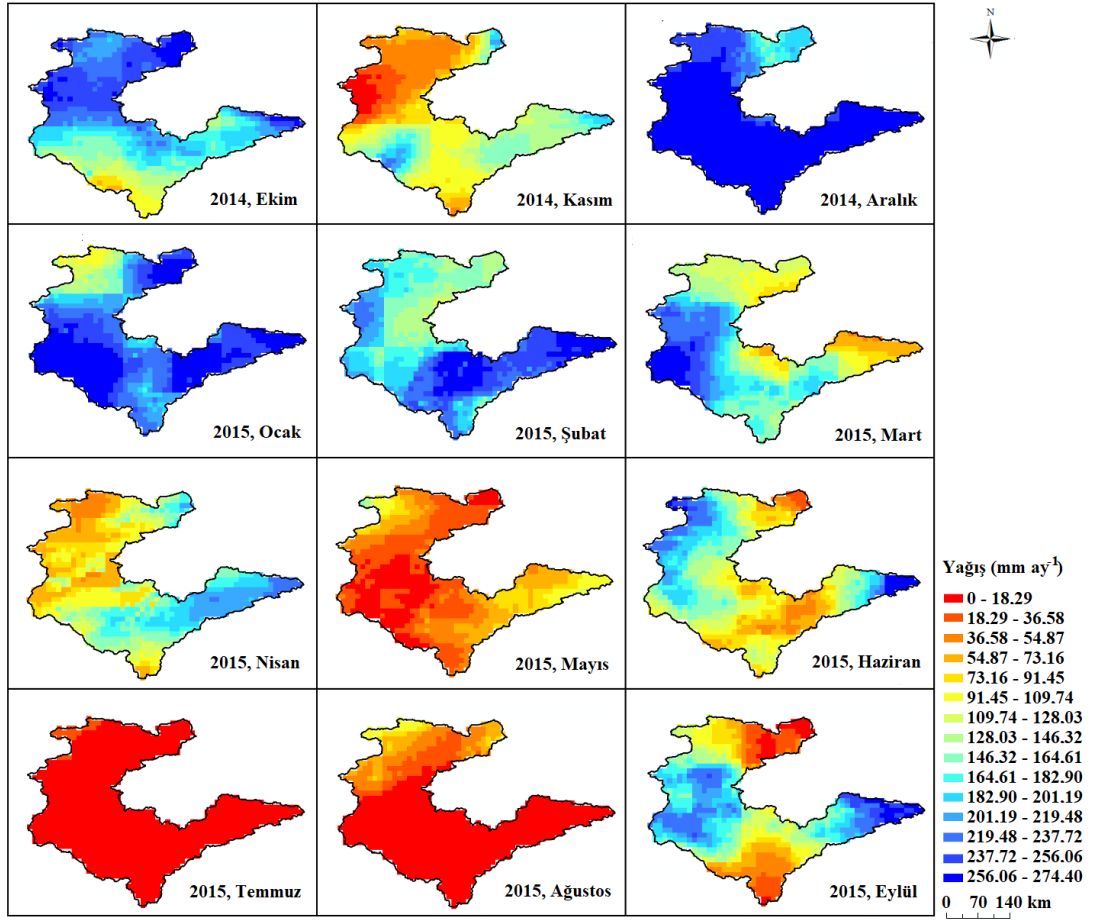 N
2014, Ekim
2014, Kasım
2014, Aralık
2015, Ocak
2015, Şubat
2015, Mart
2015, Nisan
2015, Mayıs
2015, Haziran
2015, Temmuz
2015, Ağustos
2015, Eylül
Yağış (mm ay⁻¹)
0 - 18.29
18.29 - 36.58
36.58 - 54.87
54.87 - 73.16
73.16 - 91.45
91.45 - 109.74
109.74 - 128.03
128.03 - 146.32
146.32 - 164.61
164.61 - 182.90
182.90 - 201.19
201.19 - 219.48
219.48 - 237.72
237.72 - 256.06
256.06 - 274.40
0 70 140 km